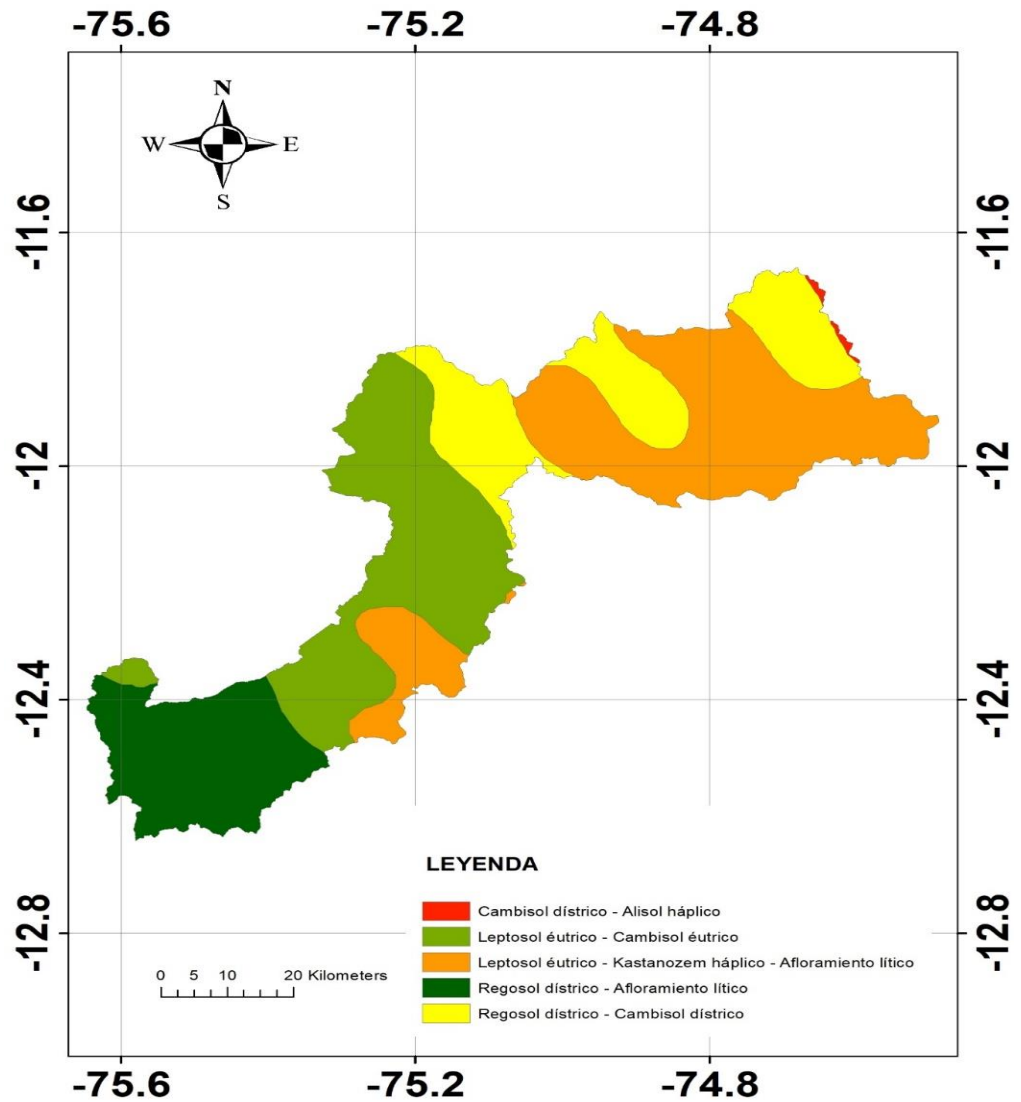 -75.6 -75.2 -74.8
N
W E
S
-11.6 -11.6
-12 -12
-12.4 -12.4
-12.8 -12.8
LEYENDA
Cambisol dístrico - Alisol háplico
Leptosol éutrico - Cambisol éutrico
Leptosol éutrico - Kastanozem háplico - Afloramiento lítico
Regosol dístrico - Afloramiento lítico
Regosol dístrico - Cambisol dístrico
0 5 10 20 Kilometers
-75.6 -75.2 -74.8